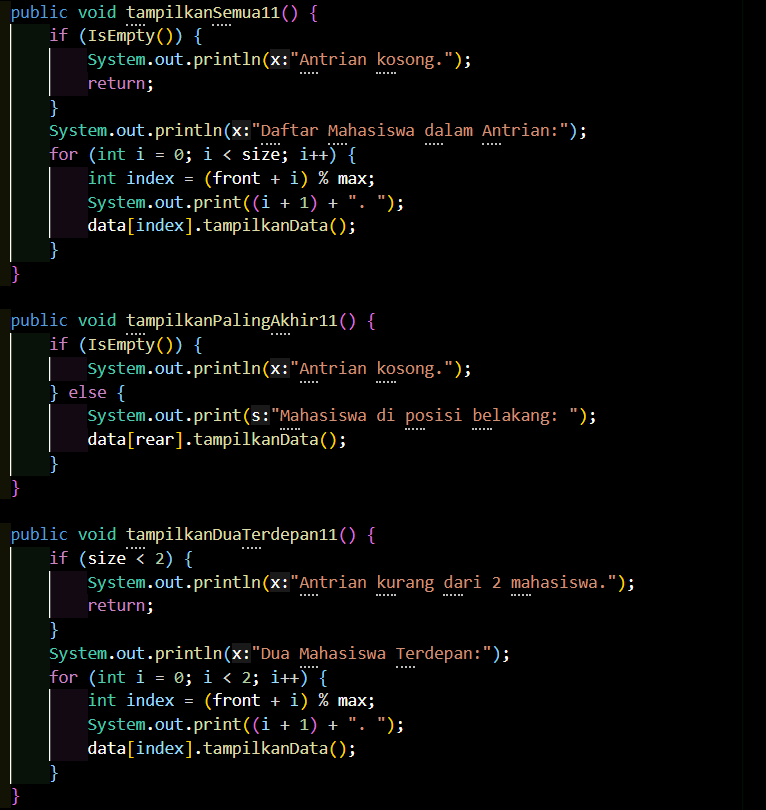 public void tampilkanSemua11() {
    if (IsEmpty()) {
        System.out.println(x:"Antrian kosong.");
        return;
    }
    System.out.println(x:"Daftar Mahasiswa dalam Antrian:");
    for (int i = 0; i < size; i++) {
        int index = (front + i) % max;
        System.out.print((i + 1) + ". ");
        data[index].tampilkanData();
    }
}

public void tampilkanPalingAkhir11() {
    if (IsEmpty()) {
        System.out.println(x:"Antrian kosong.");
    } else {
        System.out.print(s:"Mahasiswa di posisi belakang: ");
        data[rear].tampilkanData();
    }
}

public void tampilkanDuaTerdepan11() {
    if (size < 2) {
        System.out.println(x:"Antrian kurang dari 2 mahasiswa.");
        return;
    }
    System.out.println(x:"Dua Mahasiswa Terdepan:");
    for (int i = 0; i < 2; i++) {
        int index = (front + i) % max;
        System.out.print((i + 1) + ". ");
        data[index].tampilkanData();
    }
}